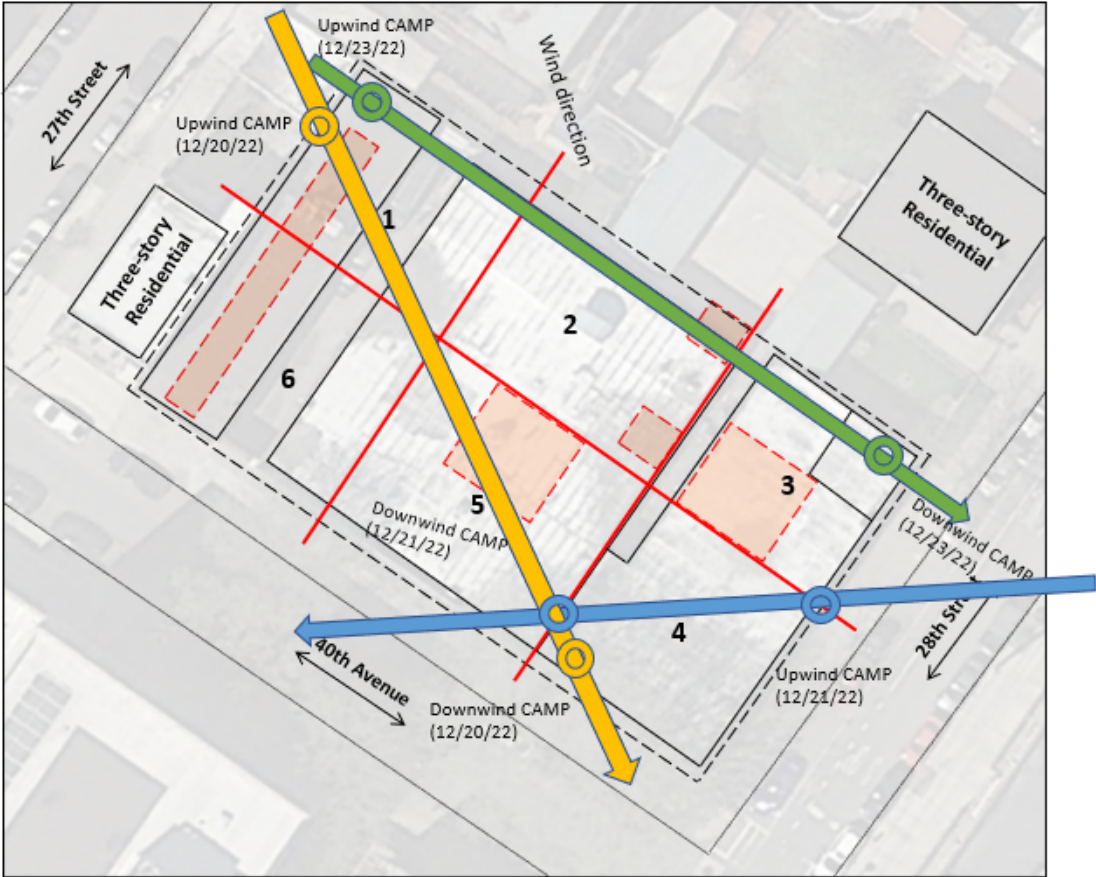 Upwind CAMP
(12/23/22)
Wind direction
27th Street
Upwind CAMP
(12/20/22)
Three-story
Residential
Three-story
Residential
1
2
6
3
5
Downwind CAMP
(12/21/22)
Downwind CAMP
(12/23/22)
4
28th Str
40th Avenue
Upwind CAMP
(12/21/22)
Downwind CAMP
(12/20/22)